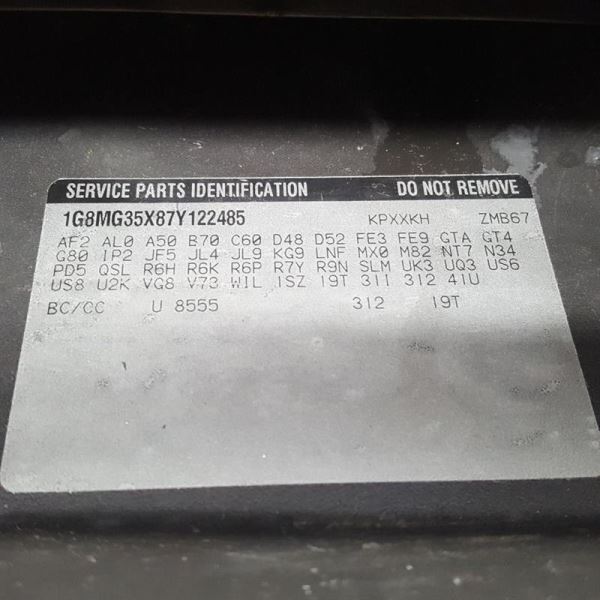 SERVICE PARTS IDENTIFICATION DO NOT REMOVE
1G8MG35X87Y122485 KPXXKH ZMB67
AF2 AL0 A50 B70 C60 D48 D52 FE3 FE9 GTA GT4
G80 IP2 JF5 JL4 JL9 KG9 LNF MX0 M82 NT7 N34
PD5 QSL R6H R6K R6P R7Y R9N SLM UK3 UQ3 US6
US8 U2K VG8 V73 WIL 1SZ 19T 31I 312 41U
BC/CC U 8555 312 19T